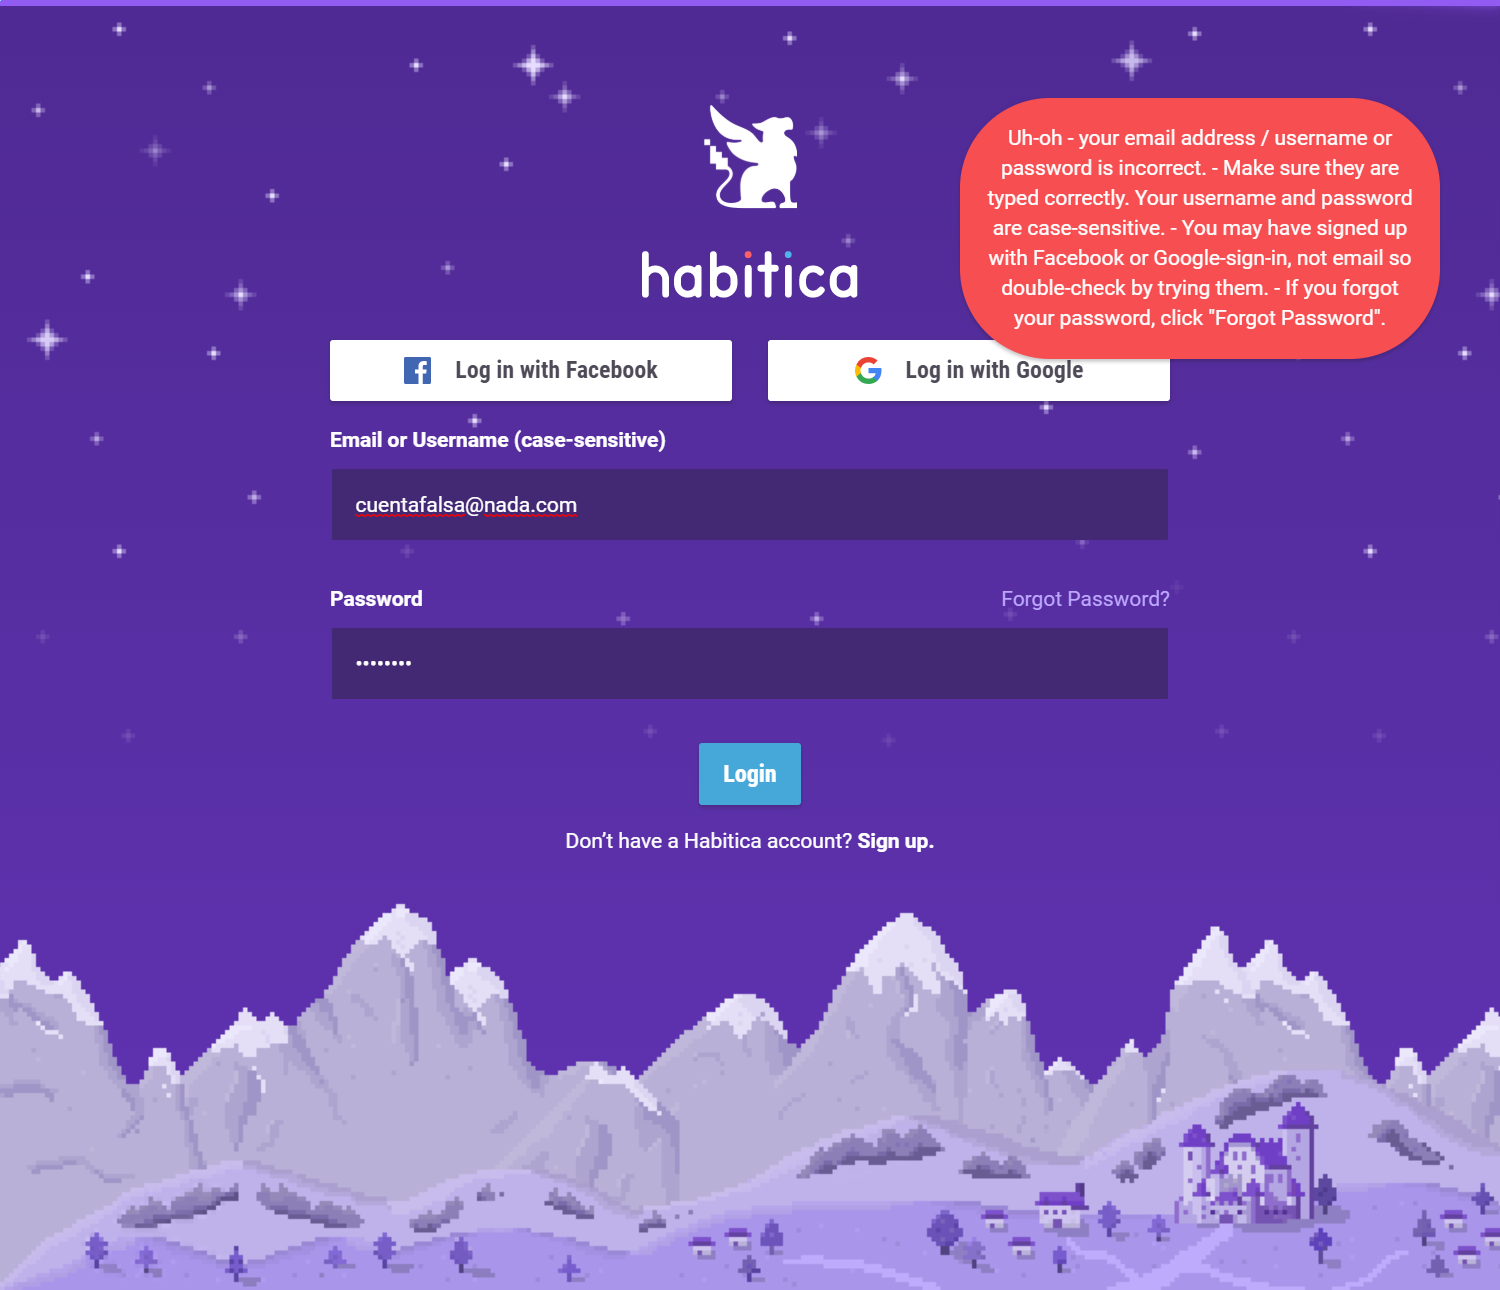 Uh-oh - your email address / username or
password is incorrect. - Make sure they are
typed correctly. Your username and password
are case-sensitive. - You may have signed up
with Facebook or Google-sign-in, not email so
double-check by trying them. - If you forgot
your password, click "Forgot Password".
habitica
Log in with Facebook
Log in with Google
Email or Username (case-sensitive)
cuentafalsa@nada.com
Password
Forgot Password?
••••••••
Login
Don’t have a Habitica account? Sign up.